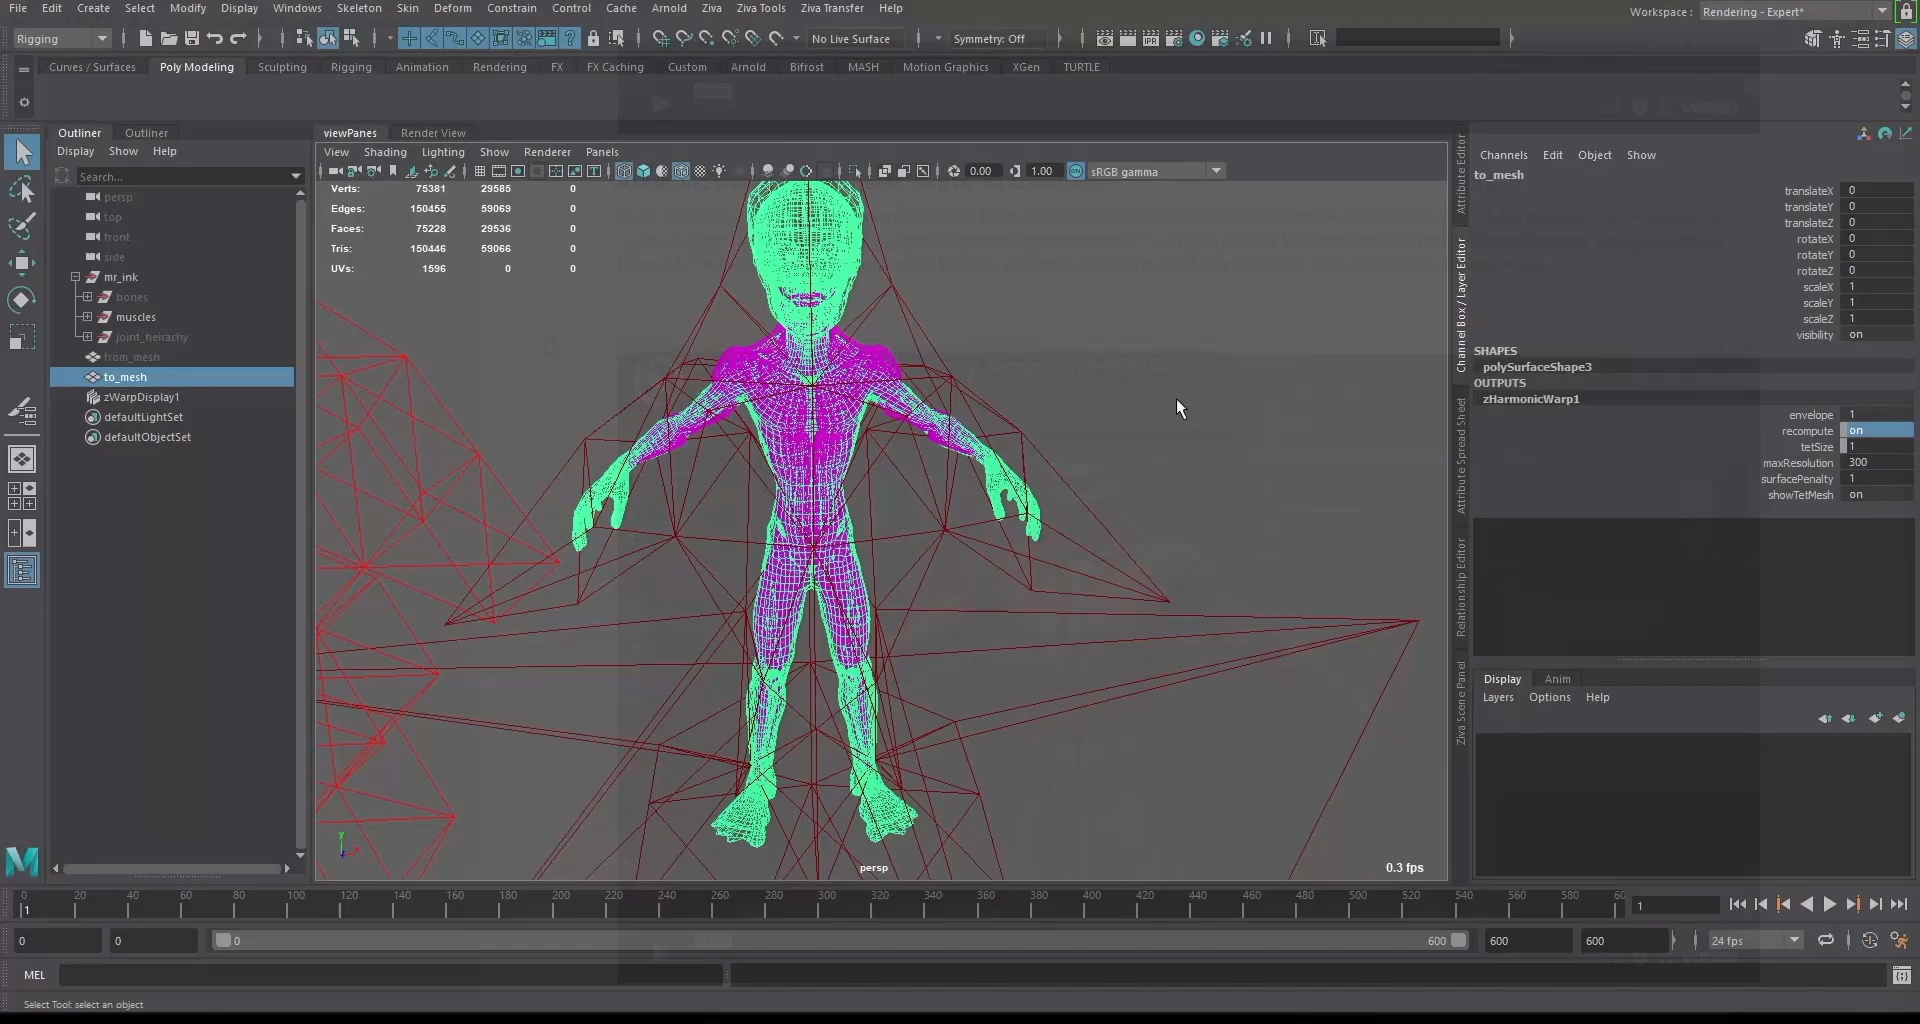 File Edit Create Select Modify Display Windows Skeleton Skin Deform Constrain Control Cache Arnold Ziva Ziva Tools Ziva Transfer Help
Workspace : Rendering - Expert*
Rigging No Live Surface Symmetry: Off
Curves / Surfaces Poly Modeling Sculpting Rigging Animation Rendering FX FX Caching Custom Arnold Bifrost MASH Motion Graphics XGen TURTLE
Outliner Outliner
Display Show Help
Search...
persp
top
front
side
mr_ink
bones
muscles
joint_heirachy
from_mesh
to_mesh
zWarpDisplay1
defaultLightSet
defaultObjectSet
viewPanes Render View
View Shading Lighting Show Renderer Panels
0.00 1.00 sRGB gamma
Verts: 75381 29585 0
Edges: 150455 59069 0
Faces: 75228 29536 0
Tris: 150446 59066 0
UVs: 1596 0 0
persp
0.3 fps
Attribute Editor
Channel Box / Layer Editor
Attribute Spread Sheet
Relationship Editor
Ziva Scene Panel
Channels Edit Object Show
to_mesh
translateX 0
translateY 0
translateZ 0
rotateX 0
rotateY 0
rotateZ 0
scaleX 1
scaleY 1
scaleZ 1
visibility on
SHAPES
polySurfaceShape3
OUTPUTS
zHarmonicWarp1
envelope 1
recompute on
tetSize 1
maxResolution 300
surfacePenalty 1
showTetMesh on
Display Anim
Layers Options Help
0 20 40 60 80 100 120 140 160 180 200 220 240 260 280 300 320 340 360 380 400 420 440 460 480 500 520 540 560 580 60
1
1
0 0 0 600 600 600 24 fps
MEL
Select Tool: select an object